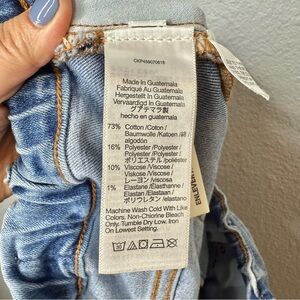 CKP459070618
Made in Guatemala
Fabriqué Au Guatemala
Hergestellt In Guatemala
Vervaardigd in Guatemala
グアテマラ製
hecho en guatemala
73% Cotton / Coton /
Baumwolle / Katoen / 綿
algodón
16% Polyester / Polyester /
Polyester / Polyester /
ポリエステル / poliéster
10% Viscose / Viscose /
Viskose / Viscose /
レーヨン / viscosa
1% Elastane / Elasthanne /
Elastan / Elastaan /
ポリウレタン / elastano
Machine Wash Cold With Like
Colors. Non-Chlorine Bleach
Only. Tumble Dry Low. Iron
On Low As Needed.